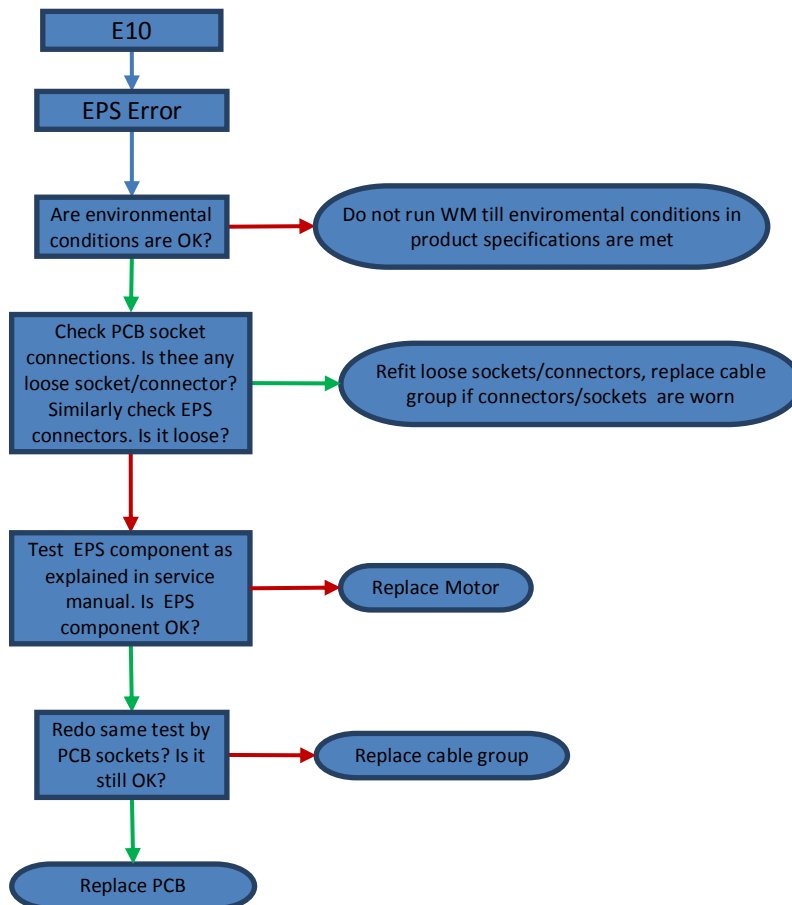 E10
EPS Error
Are environmental
conditions are OK?
Do not run WM till enviromental conditions in
product specifications are met
Check PCB socket
connections. Is thee any
loose socket/connector?
Similarly check EPS
connectors. Is it loose?
Refit loose sockets/connectors, replace cable
group if connectors/sockets are worn
Test EPS component as
explained in service
manual. Is EPS
component OK?
Replace Motor
Redo same test by
PCB sockets? Is it
still OK?
Replace cable group
Replace PCB